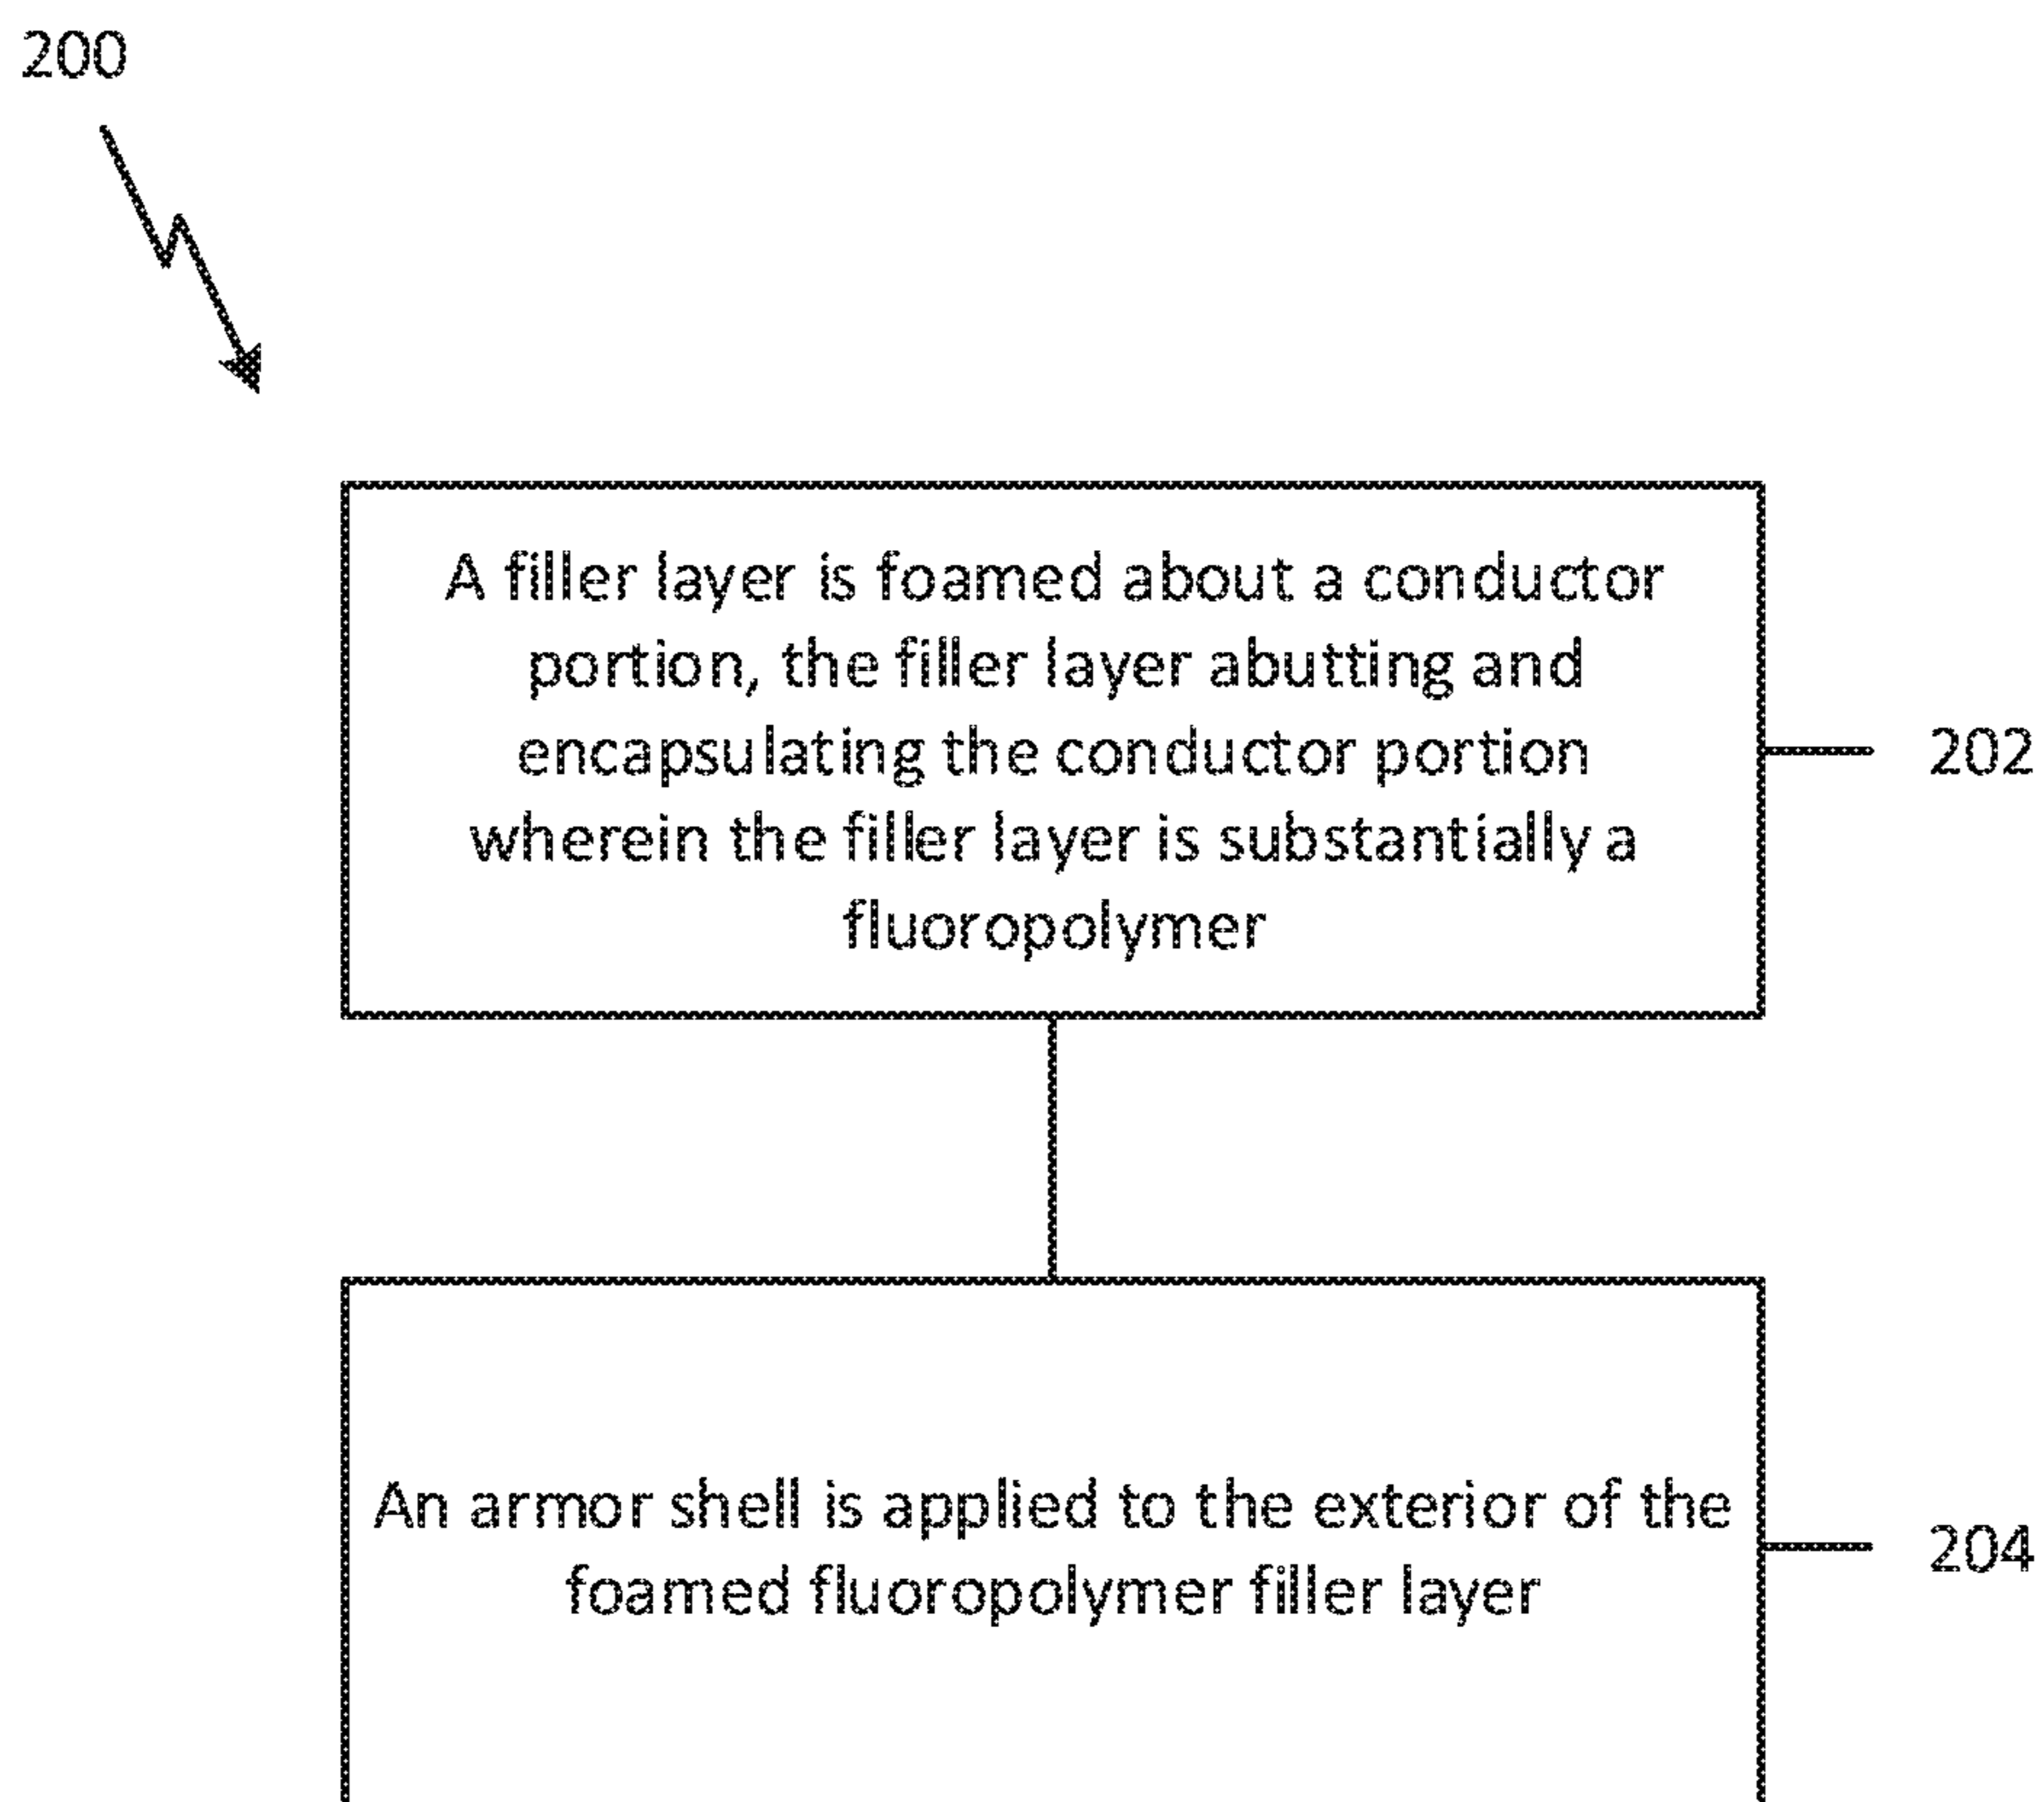 200
A filler layer is foamed about a conductor
portion, the filler layer abutting and
encapsulating the conductor portion
wherein the filler layer is substantially a
fluoropolymer
202
An armor shell is applied to the exterior of the
foamed fluoropolymer filler layer
204